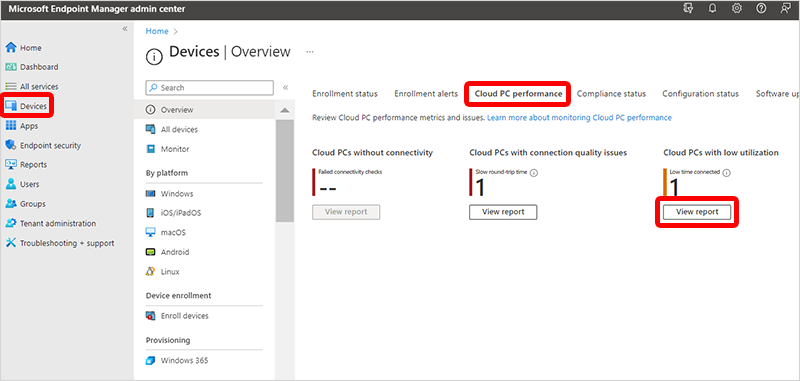 Microsoft Endpoint Manager admin center
«
Home
Dashboard
All services
Devices
Apps
Endpoint security
Reports
Users
Groups
Tenant administration
Troubleshooting + support
Home >
Devices | Overview ...
Search «
Overview
All devices
Monitor
By platform
Windows
iOS/iPadOS
macOS
Android
Linux
Device enrollment
Enroll devices
Provisioning
Windows 365
Enrollment status Enrollment alerts Cloud PC performance Compliance status Configuration status Software up
Review Cloud PC performance metrics and issues. Learn more about monitoring Cloud PC performance
Cloud PCs without connectivity
Failed connectivity checks
--
View report
Cloud PCs with connection quality issues
Slow round-trip time
1
View report
Cloud PCs with low utilization
Low time connected
1
View report